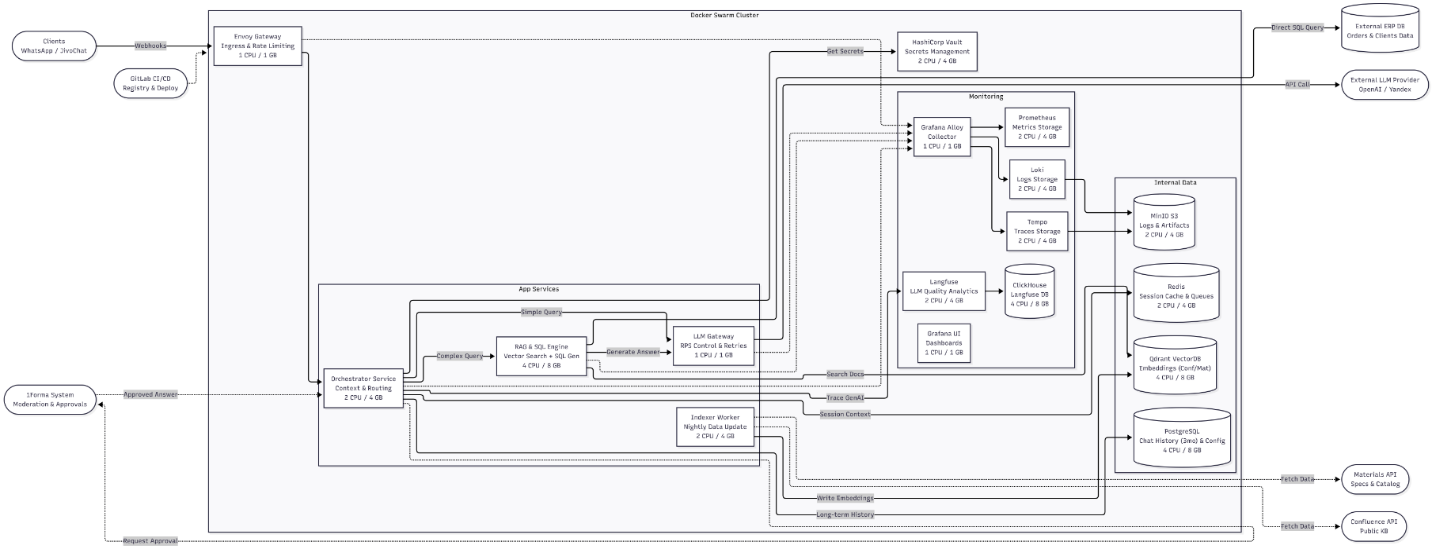 Docker Swarm Cluster
Clients
WhatsApp / JivoChat
Webhooks
GitLab CI/CD
Registry & Deploy
Envoy Gateway
Ingress & Rate Limiting
1 CPU / 1 GB
Get Secrets
HashiCorp Vault
Secrets Management
2 CPU / 4 GB
Direct SQL Query
External ERP DB
Orders & Clients Data
API Call
External LLM Provider
OpenAI / Yandex
Monitoring
Grafana Alloy
Collector
1 CPU / 1 GB
Prometheus
Metrics Storage
2 CPU / 4 GB
Loki
Logs Storage
2 CPU / 4 GB
Tempo
Traces Storage
2 CPU / 4 GB
Langfuse
LLM Quality Analytics
2 CPU / 4 GB
ClickHouse
Langfuse DB
4 CPU / 8 GB
Grafana UI
Dashboards
1 CPU / 1 GB
Internal Data
MinIO S3
Logs & Artifacts
2 CPU / 4 GB
Redis
Session Cache & Queues
2 CPU / 4 GB
Qdrant VectorDB
Embeddings (Conf/Mat)
4 CPU / 8 GB
PostgreSQL
Chat History (3mo) & Config
4 CPU / 8 GB
App Services
Simple Query
Complex Query
RAG & SQL Engine
Vector Search + SQL Gen
4 CPU / 8 GB
Generate Answer
LLM Gateway
RPI Control & Retries
1 CPU / 1 GB
Orchestrator Service
Context & Routing
2 CPU / 4 GB
Indexer Worker
Nightly Data Update
2 CPU / 4 GB
Search Docs
Trace GenAI
Session Context
Write Embeddings
Long-term History
1Forma System
Moderation & Approvals
Approved Answer
Request Approval
Fetch Data
Materials API
Specs & Catalog
Fetch Data
Confluence API
Public KB